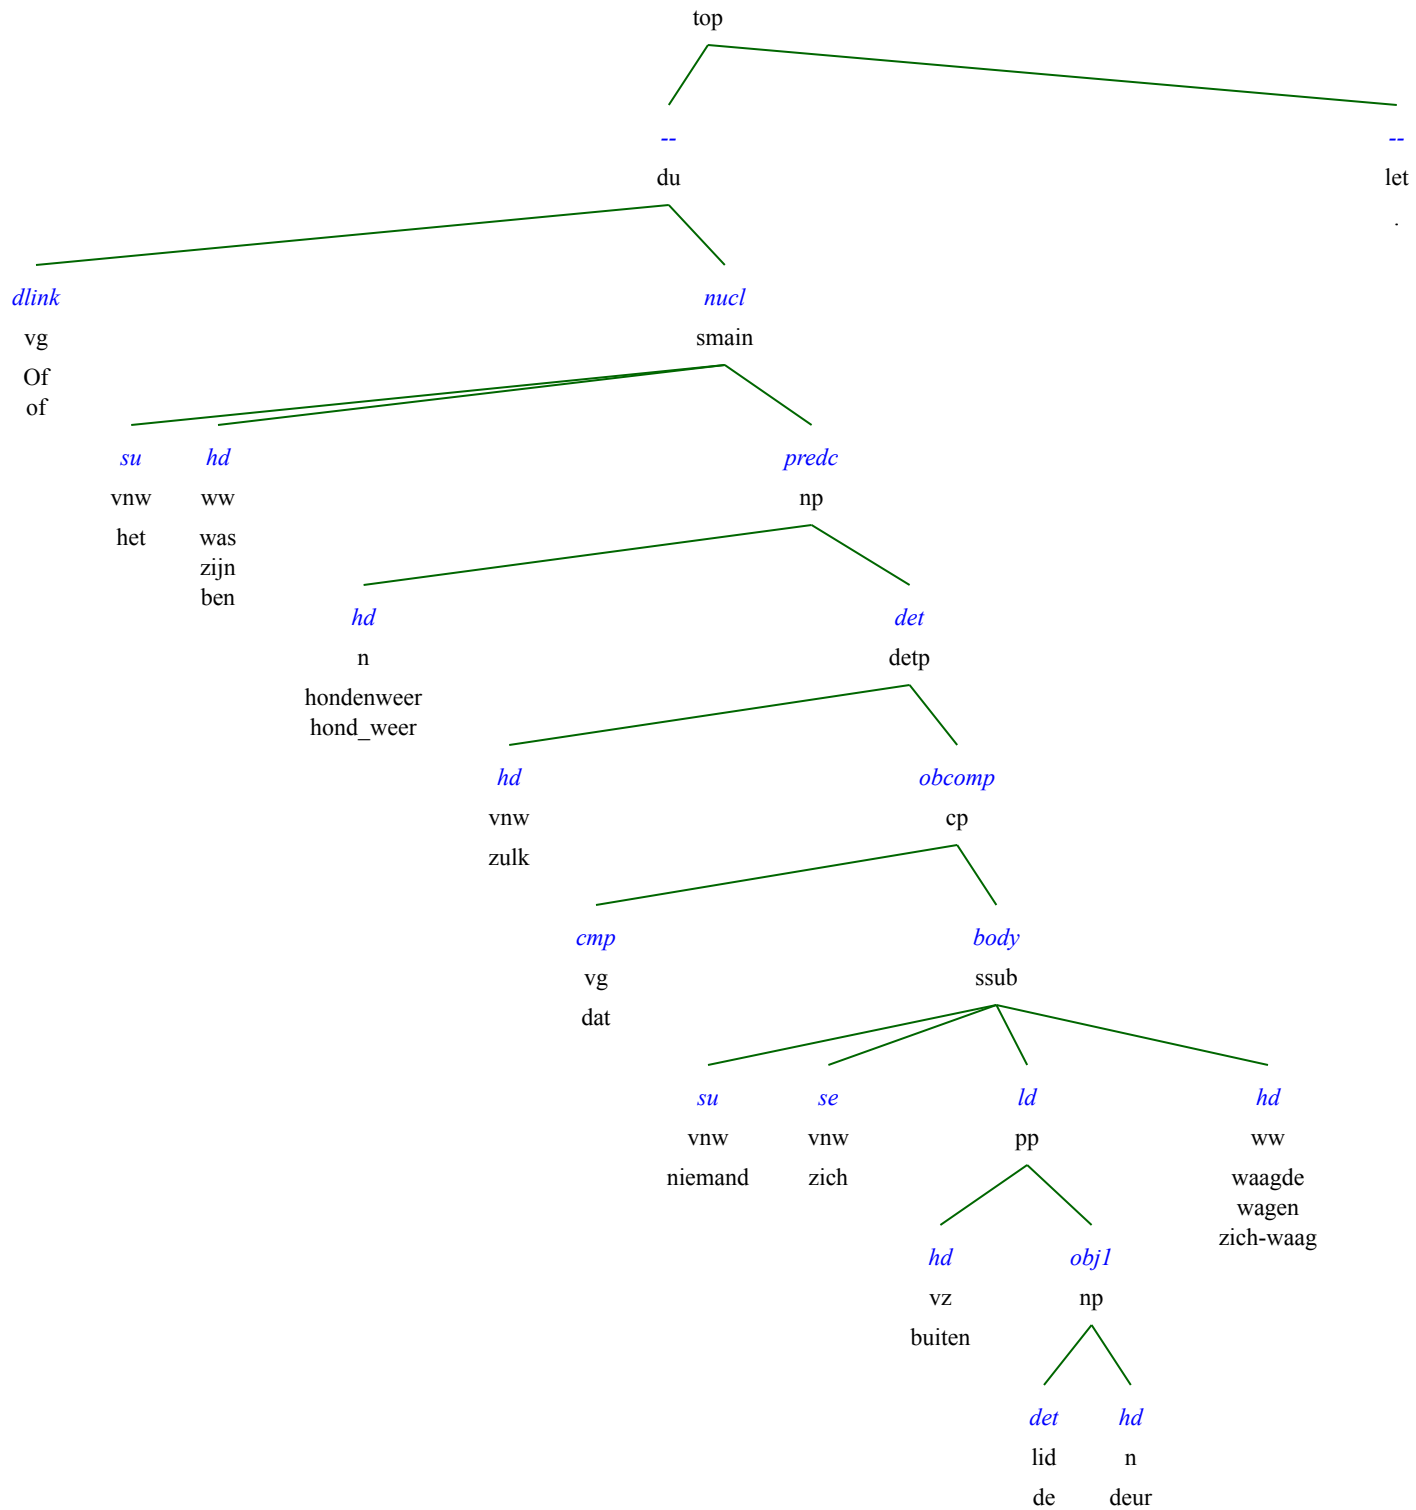 top
-- --
du let
.
dlink nucl
vg smain
Of
of
su hd predc
vnw ww np
het was
zijn
ben
hd det
n detp
hondenweer
hond_weer
hd obcomp
vnw cp
zulk
cmp body
vg ssub
dat
su se ld hd
vnw vnw pp ww
niemand zich waagde
wagen
zich-waag
hd obj1
vz np
buiten
det hd
lid n
de deur